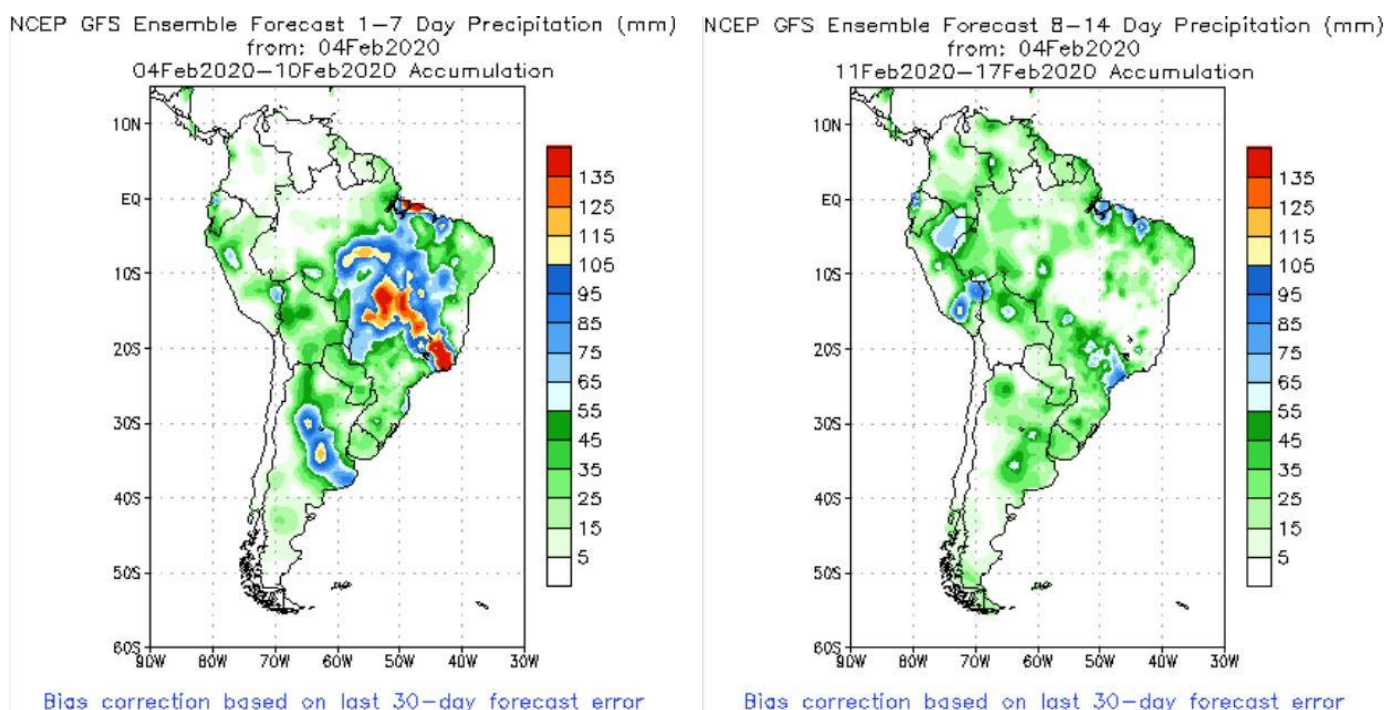 NCEP GFS Ensemble Forecast 1-7 Day Precipitation (mm)
from: 04Feb2020
04Feb2020-10Feb2020 Accumulation
10N
EQ
10S
20S
30S
40S
50S
60S
90W 80W 70W 60W 50W 40W 30W
135
125
115
105
95
85
75
65
55
45
35
25
15
5
Bias correction based on last 30-day forecast error
NCEP GFS Ensemble Forecast 8-14 Day Precipitation (mm)
from: 04Feb2020
11Feb2020-17Feb2020 Accumulation
10N
EQ
10S
20S
30S
40S
50S
60S
90W 80W 70W 60W 50W 40W 30W
135
125
115
105
95
85
75
65
55
45
35
25
15
5
Bias correction based on last 30-day forecast error